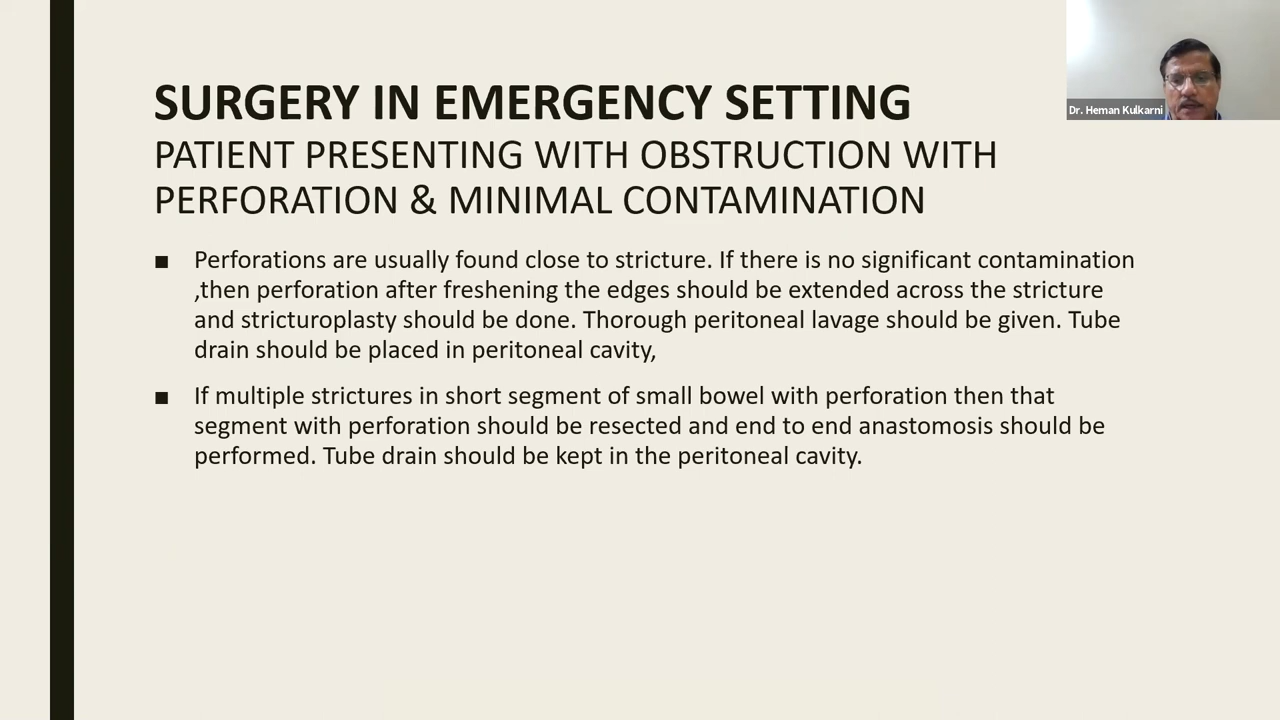 SURGERY IN EMERGENCY SETTING
PATIENT PRESENTING WITH OBSTRUCTION WITH
PERFORATION & MINIMAL CONTAMINATION
Dr. Heman Kulkarni
■ Perforations are usually found close to stricture. If there is no significant contamination
,then perforation after freshening the edges should be extended across the stricture
and stricturoplasty should be done. Thorough peritoneal lavage should be given. Tube
drain should be placed in peritoneal cavity,
■ If multiple strictures in short segment of small bowel with perforation then that
segment with perforation should be resected and end to end anastomosis should be
performed. Tube drain should be kept in the peritoneal cavity.